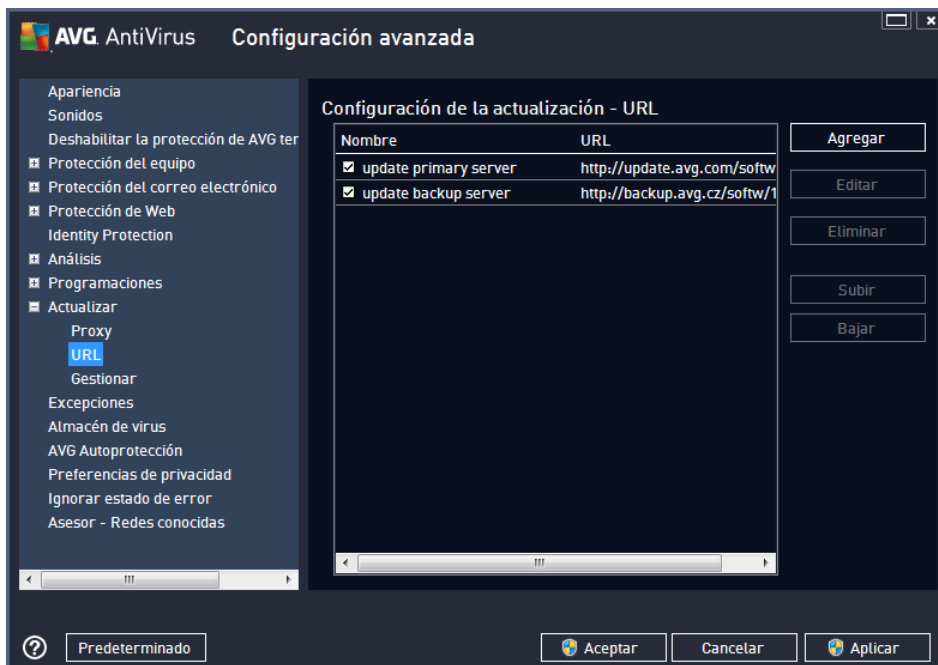 AVG. AntiVirus Configuración avanzada
Apariencia
Sonidos
Deshabilitar la protección de AVG ter
Protección del equipo
Protección del correo electrónico
Protección de Web
Identity Protection
Análisis
Programaciones
Actualizar
Proxy
URL
Gestionar
Excepciones
Almacén de virus
AVG Autoprotección
Preferencias de privacidad
Ignorar estado de error
Asesor - Redes conocidas
Configuración de la actualización - URL
Nombre URL
update primary server http://update.avg.com/softw
update backup server http://backup.avg.cz/softw/1
Agregar
Editar
Eliminar
Subir
Bajar
Predeterminado
Aceptar
Cancelar
Aplicar